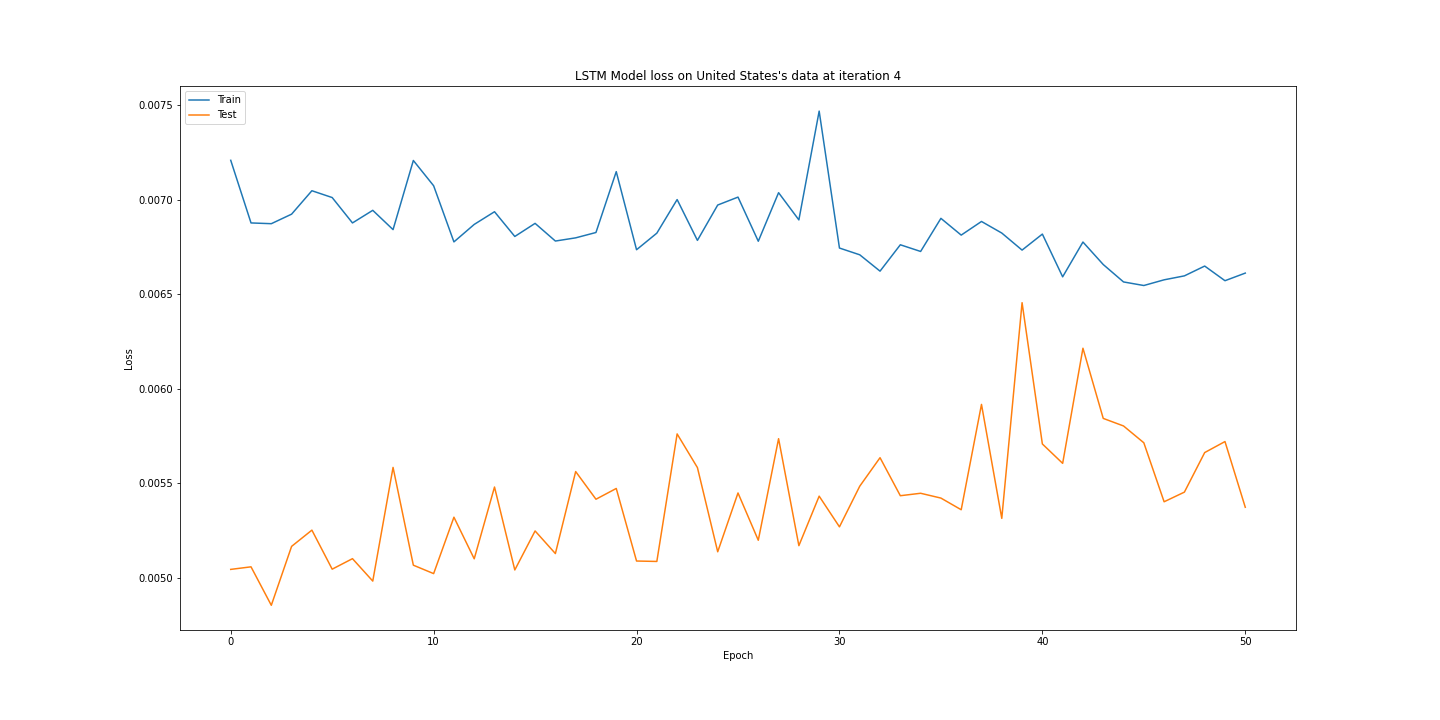 LSTM Model loss on United States's data at iteration 4
Train
Test
0.0075
0.0070
0.0065
0.0060
0.0055
0.0050
Loss
0 10 20 30 40 50
Epoch